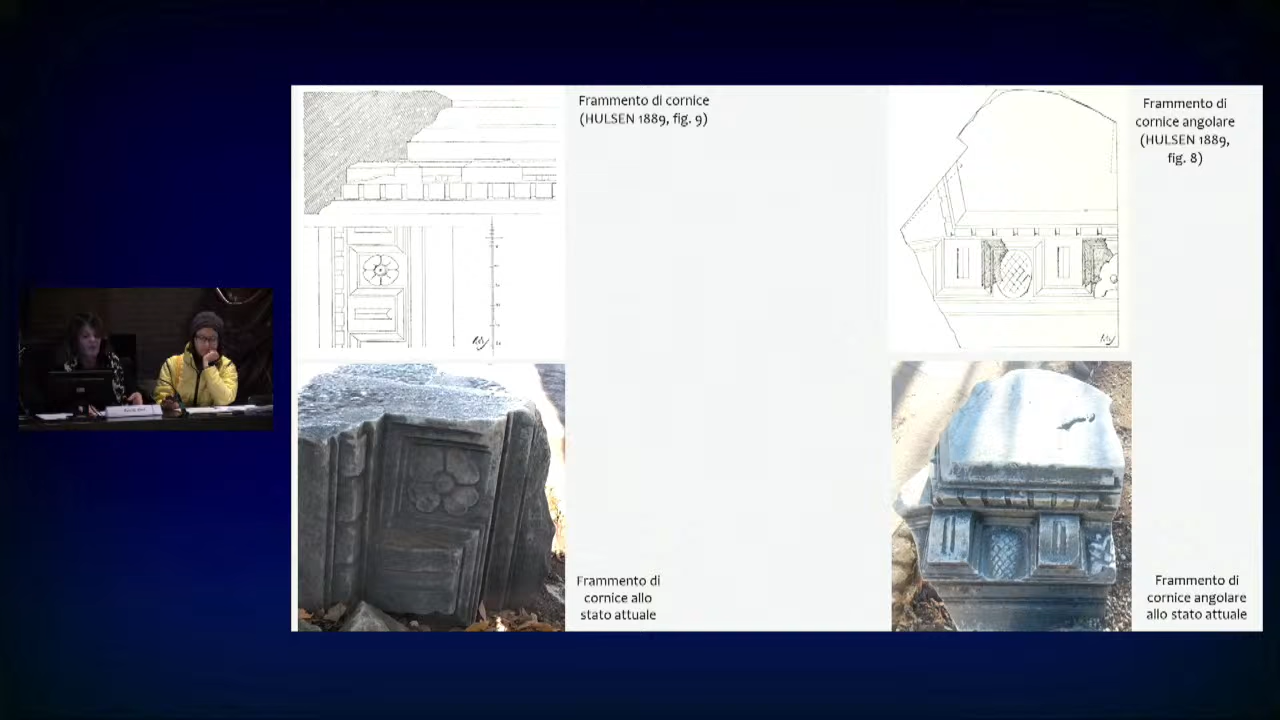 Frammento di cornice
(HULSEN 1889, fig. 9)
Frammento di
cornice angolare
(HULSEN 1889,
fig. 8)
Frammento di
cornice allo
stato attuale
Frammento di
cornice angolare
allo stato attuale